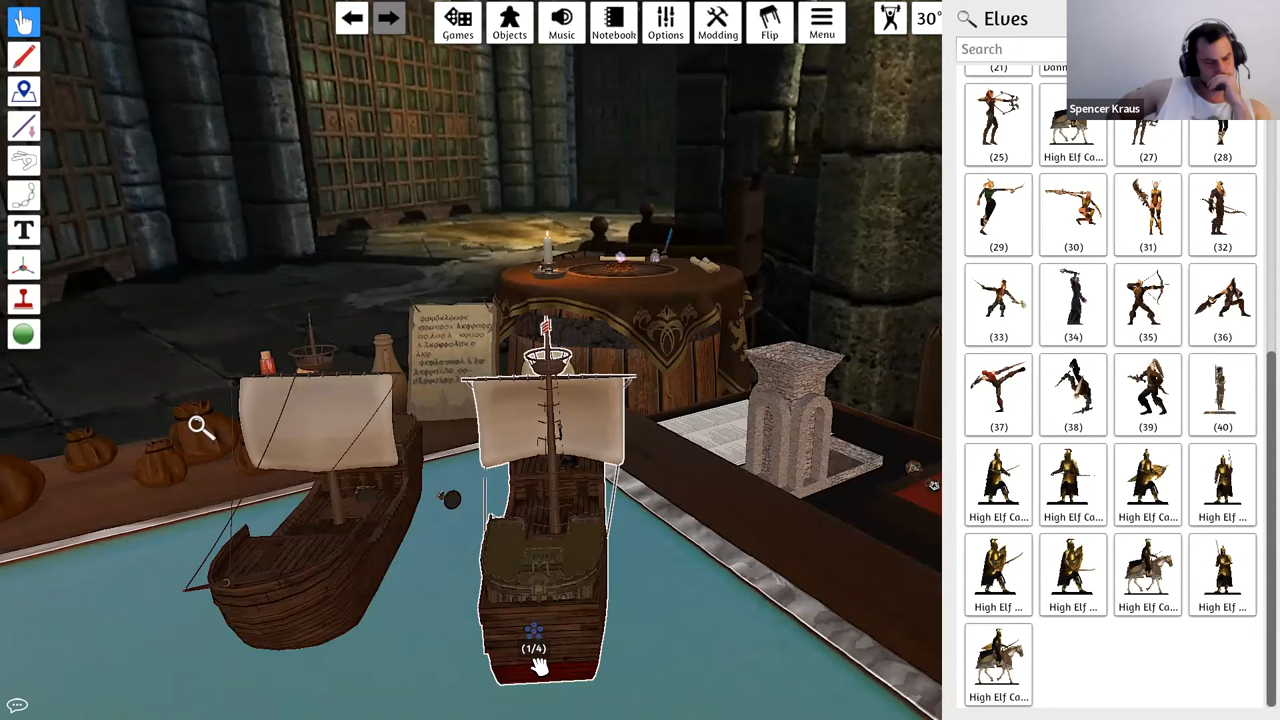 Games
Objects
Music
Notebook
Options
Modding
Flip
Menu
30°
Elves
Search
Spencer Kraus
T
(21)
(25)
High Elf Ca...
(27)
(28)
(29)
(30)
(31)
(32)
(33)
(34)
(35)
(36)
(37)
(38)
(39)
(40)
High Elf Ca...
High Elf Ca...
High Elf Ca...
High Elf ...
High Elf ...
High Elf ...
High Elf Ca...
High Elf ...
High Elf Ca...
(1/4)